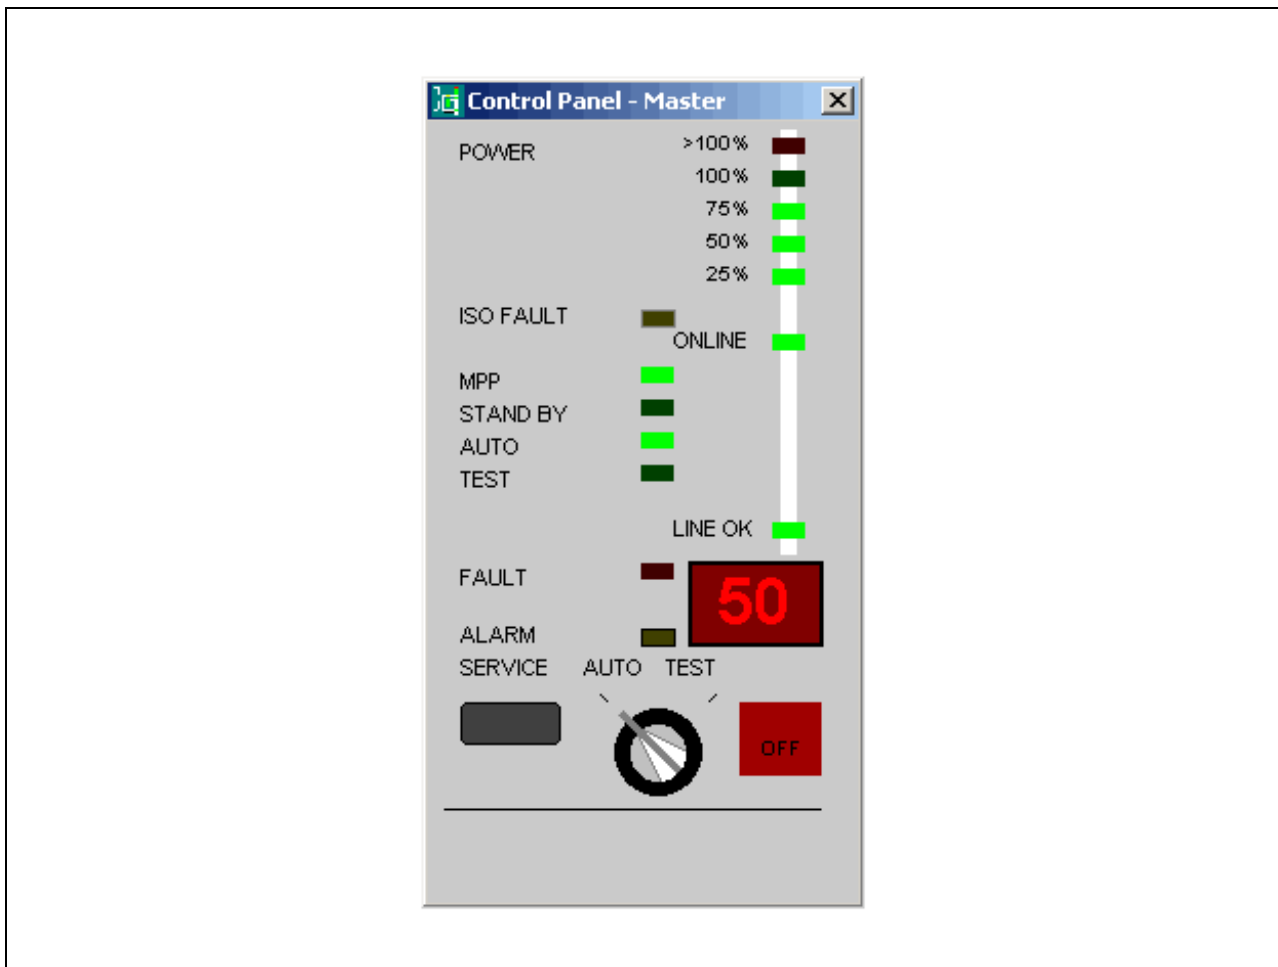 Control Panel - Master
POWER
>100%
100%
75%
50%
25%
ISO FAULT
ONLINE
MPP
STAND BY
AUTO
TEST
LINE OK
FAULT
50
ALARM
SERVICE AUTO TEST
OFF